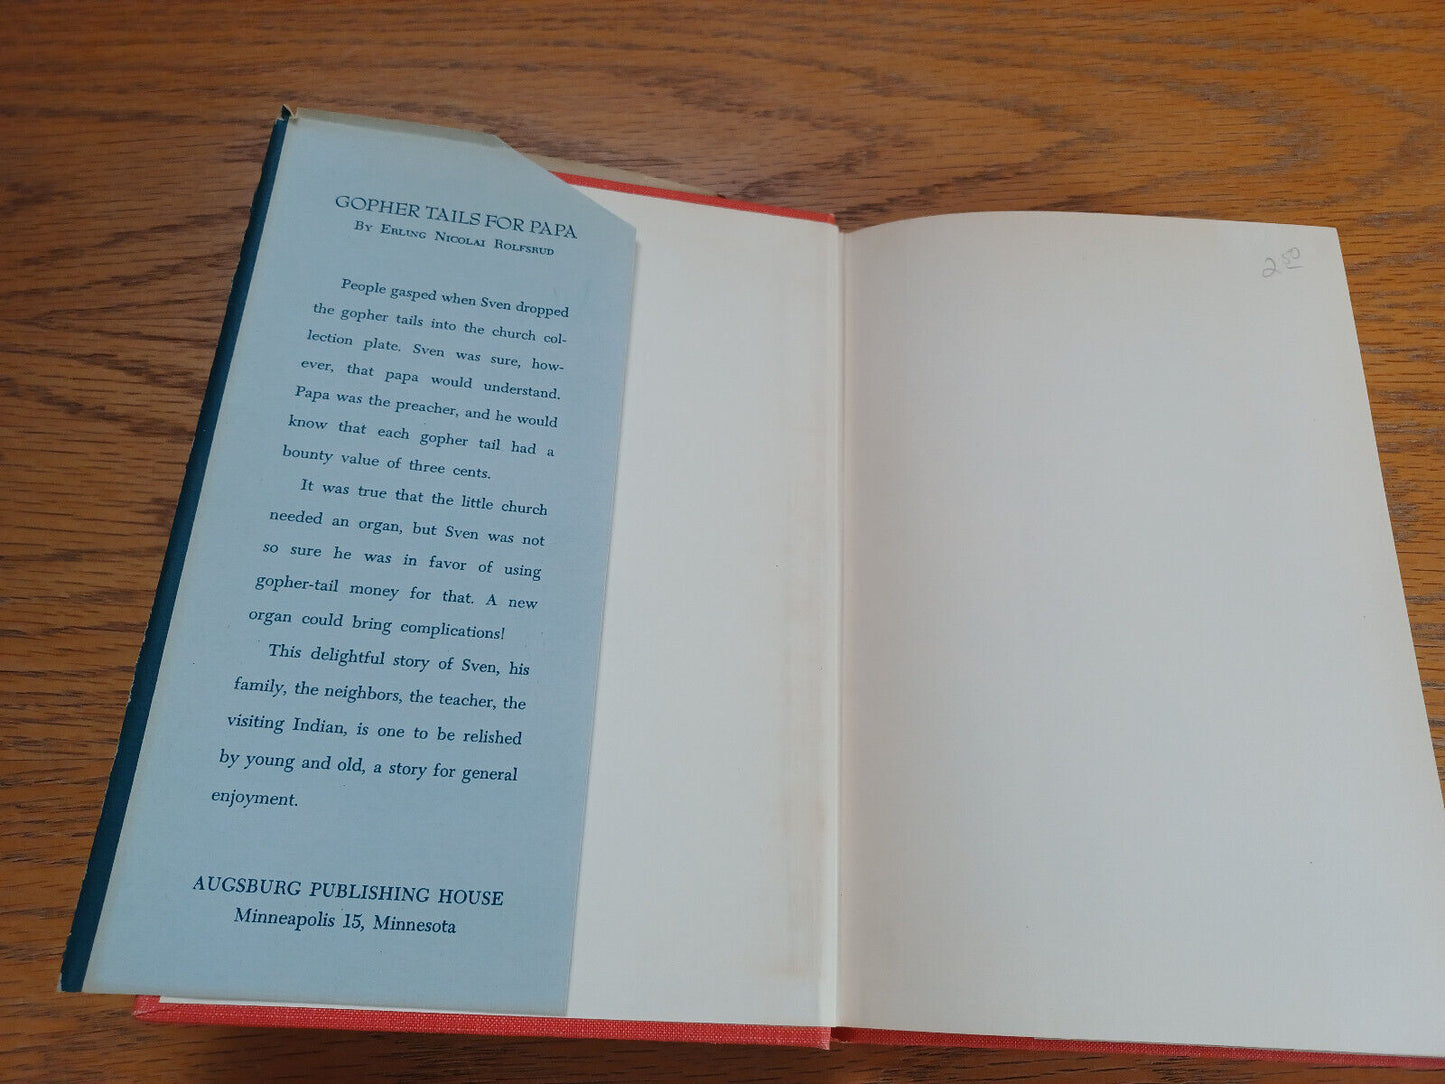 GOPHER TAILS FOR PAPA
By Erling Nicolai Rolfsrud
People gasped when Sven dropped
the gopher tails into the church col-
lection plate. Sven was sure, how-
ever, that papa would understand.
Papa was the preacher, and he would
know that each gopher tail had a
bounty value of three cents.
It was true that the little church
needed an organ, but Sven was not
so sure he was in favor of using
gopher-tail money for that. A new
organ could bring complications!
This delightful story of Sven, his
family, the neighbors, the teacher, the
visiting Indian, is one to be relished
by young and old, a story for general
enjoyment.
AUGSBURG PUBLISHING HOUSE
Minneapolis 15, Minnesota
2 50